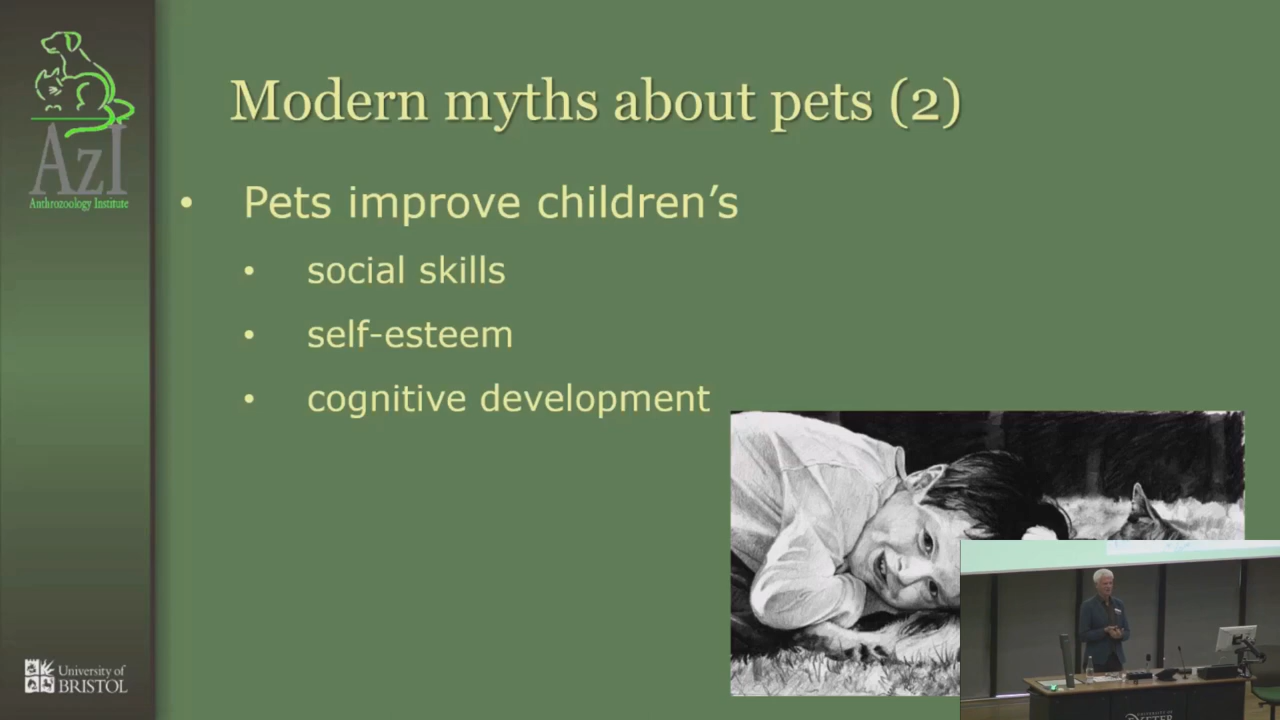 Modern myths about pets (2)
AzI
Anthrozoology Institute
• Pets improve children’s
• social skills
• self-esteem
• cognitive development
University of
BRISTOL